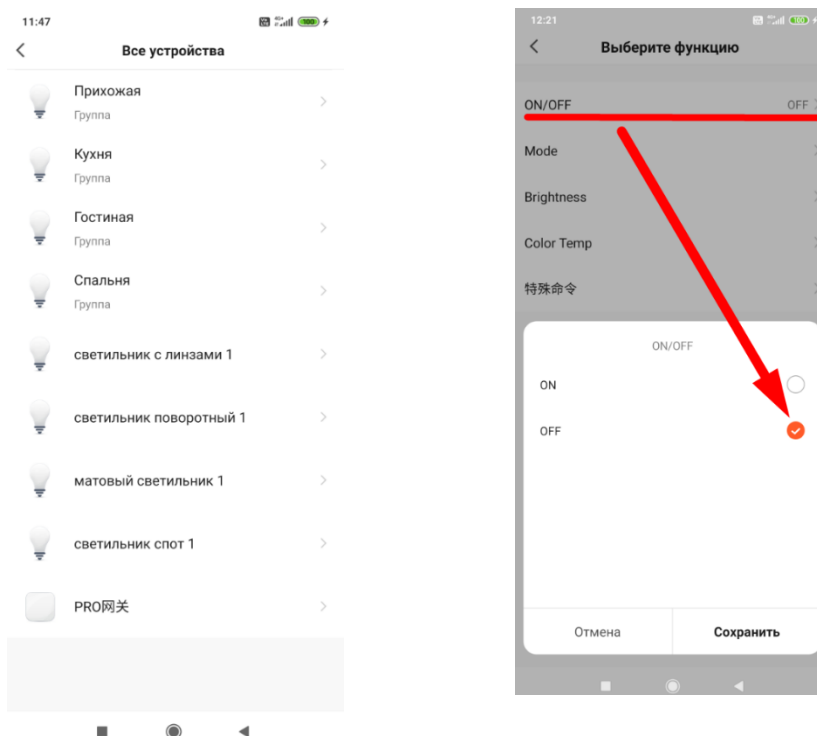 11:47
100
Все устройства
Прихожая
Группа
Кухня
Группа
Гостиная
Группа
Спальня
Группа
светильник с линзами 1
светильник поворотный 1
матовый светильник 1
светильник спот 1
PRO网关
12:21
100
Выберите функцию
ON/OFF OFF
Mode
Brightness
Color Temp
特殊命令
ON/OFF
ON
OFF
Отмена Сохранить